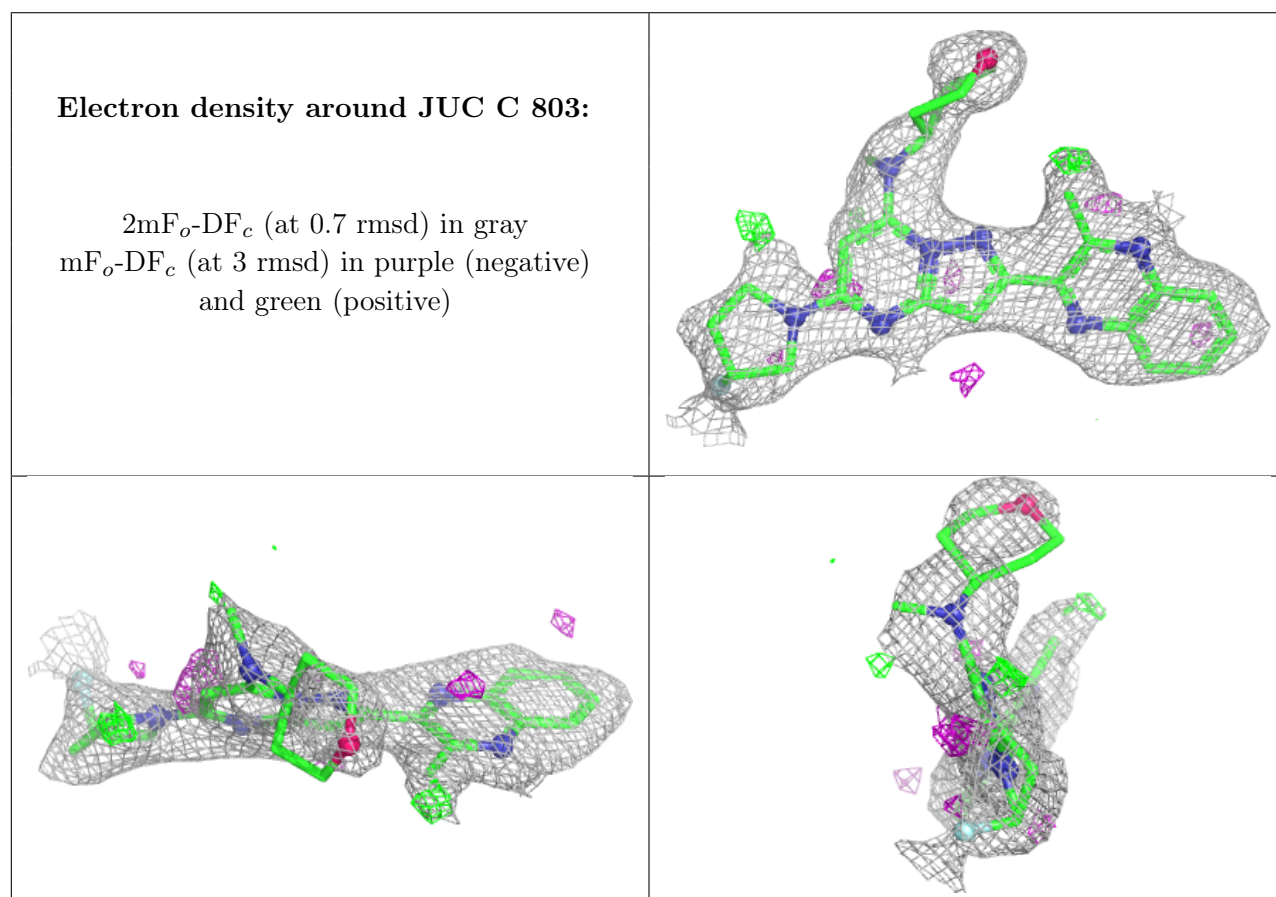 Electron density around JUC C 803:
2mFo-DFc (at 0.7 rmsd) in gray
mFo-DFc (at 3 rmsd) in purple (negative)
and green (positive)